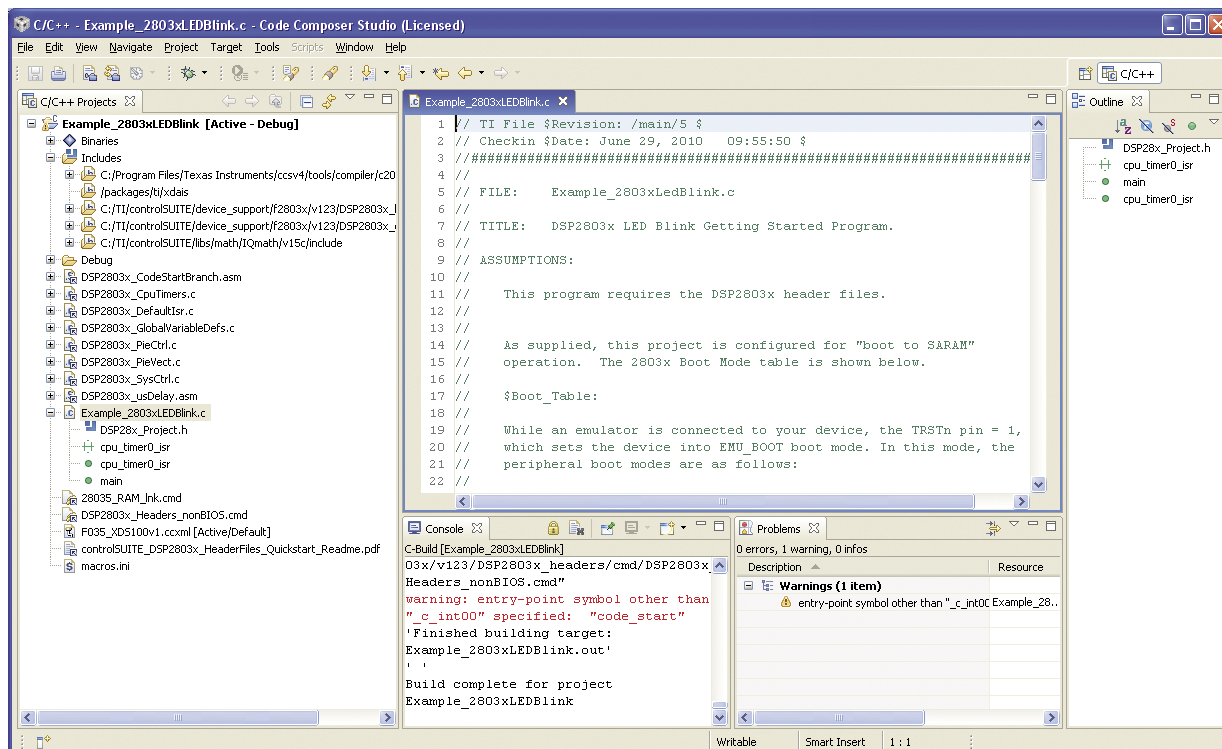 C/C++ - Example_2803xLEDBlink.c - Code Composer Studio (Licensed)
File Edit View Navigate Project Target Tools Scripts Window Help
C/C++
C/C++ Projects
Example_2803xLEDBlink [Active - Debug]
Binaries
Includes
C:/Program Files/Texas Instruments/ccsv4/tools/compiler/c20
/packages/ti/xdais
C:/TI/controlSUITE/device_support/f2803x/v123/DSP2803x_
C:/TI/controlSUITE/device_support/f2803x/v123/DSP2803x_
C:/TI/controlSUITE/libs/math/IQmath/v15c/include
Debug
DSP2803x_CodeStartBranch.asm
DSP2803x_CpuTimers.c
DSP2803x_DefaultIsr.c
DSP2803x_GlobalVariableDefs.c
DSP2803x_PieCtrl.c
DSP2803x_PieVect.c
DSP2803x_SysCtrl.c
DSP2803x_usDelay.asm
Example_2803xLEDBlink.c
DSP28x_Project.h
cpu_timer0_isr
cpu_timer0_isr
main
28035_RAM_lnk.cmd
DSP2803x_Headers_nonBIOS.cmd
F035_XDS100v1.ccxml [Active/Default]
controlSUITE_DSP2803x_HeaderFiles_Quickstart_Readme.pdf
macros.ini
Example_2803xLEDBlink.c
1 // TI File $Revision: /main/5 $
2 // Checkin $Date: June 29, 2010   09:55:50 $
3 //######################################################################
4 //
5 // FILE:    Example_2803xLedBlink.c
6 //
7 // TITLE:   DSP2803x LED Blink Getting Started Program.
8 //
9 // ASSUMPTIONS:
10 //
11 //    This program requires the DSP2803x header files.
12 //
13 //
14 //    As supplied, this project is configured for "boot to SARAM"
15 //    operation.  The 2803x Boot Mode table is shown below.
16 //
17 //    $Boot_Table:
18 //
19 //    While an emulator is connected to your device, the TRSTn pin = 1,
20 //    which sets the device into EMU_BOOT boot mode. In this mode, the
21 //    peripheral boot modes are as follows:
22 //
Outline
DSP28x_Project.h
cpu_timer0_isr
main
cpu_timer0_isr
Console
C-Build [Example_2803xLEDBlink]
03x/v123/DSP2803x_headers/cmd/DSP2803x_
Headers_nonBIOS.cmd"
warning: entry-point symbol other than
"_c_int00" specified:  "code_start"
'Finished building target:
Example_2803xLEDBlink.out'
' '
Build complete for project
Example_2803xLEDBlink
Problems
0 errors, 1 warning, 0 infos
Description Resource
Warnings (1 item)
entry-point symbol other than "_c_int00 Example_28..
Writable Smart Insert 1 : 1